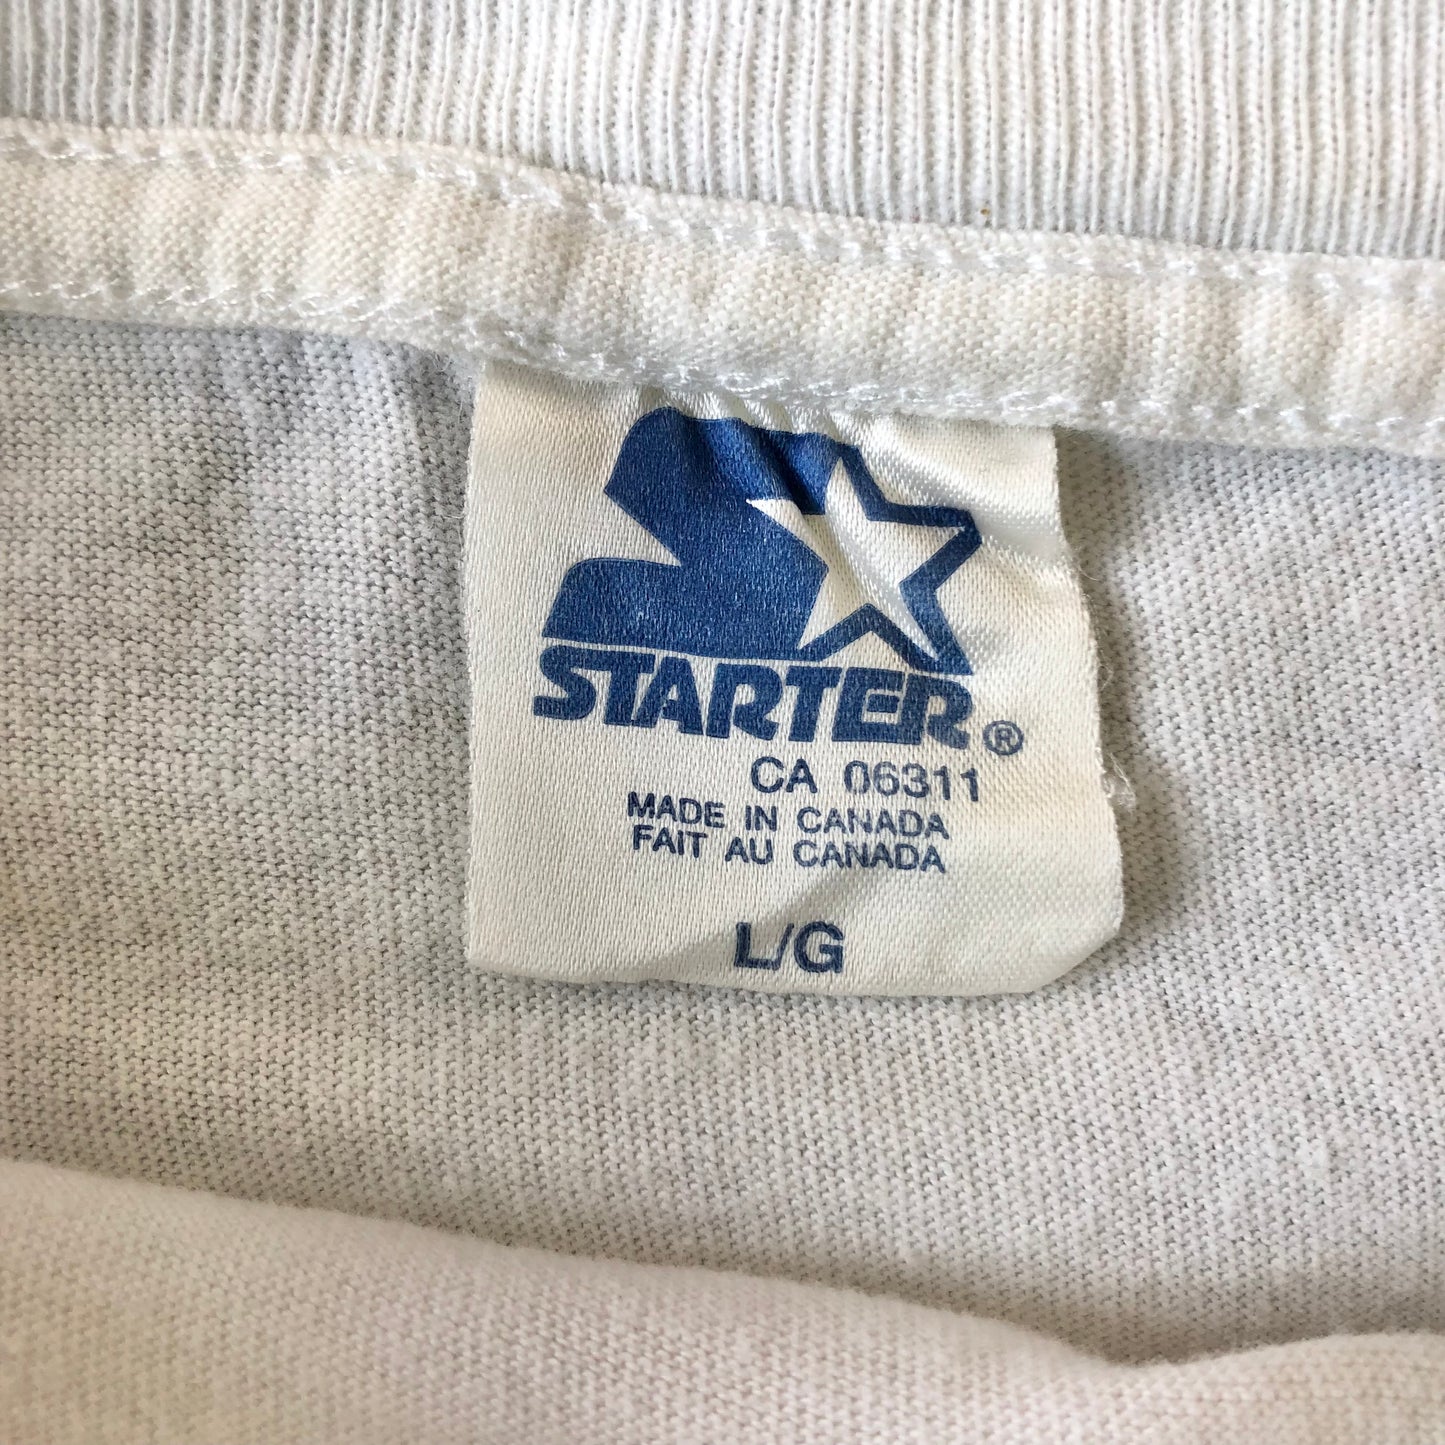 STARTER®
CA 06311
MADE IN CANADA
FAIT AU CANADA
L/G